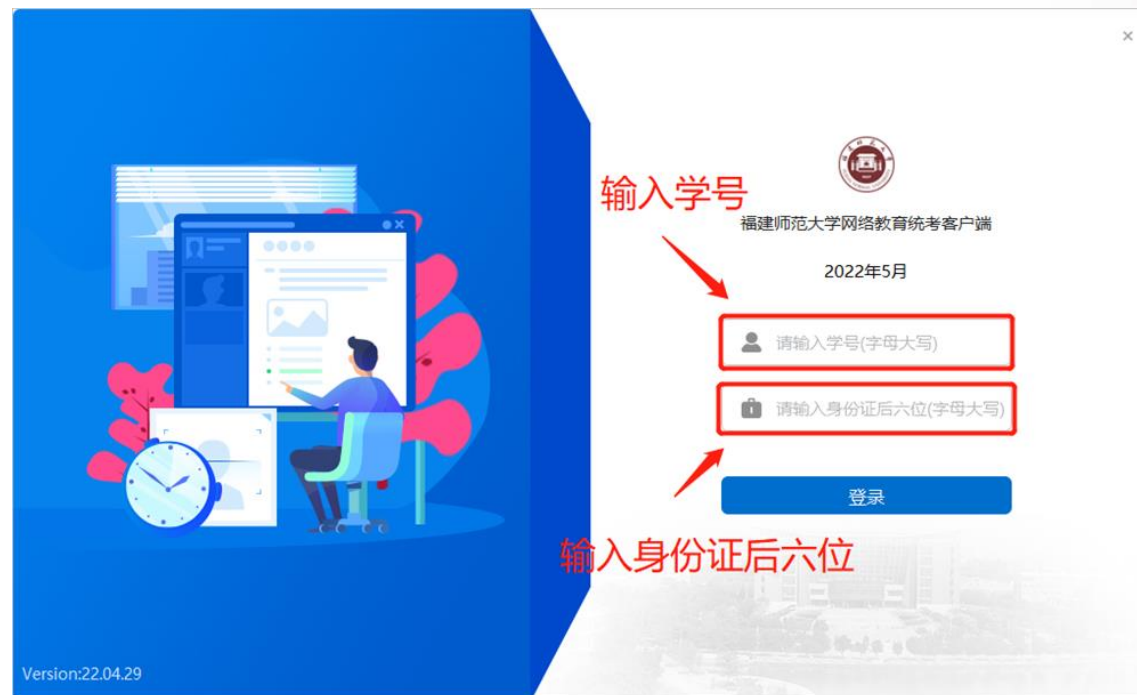 输入学号
福建师范大学网络教育统考客户端
2022年5月
请输入学号(字母大写)
请输入身份证后六位(字母大写)
登录
输入身份证后六位
Version:22.04.29